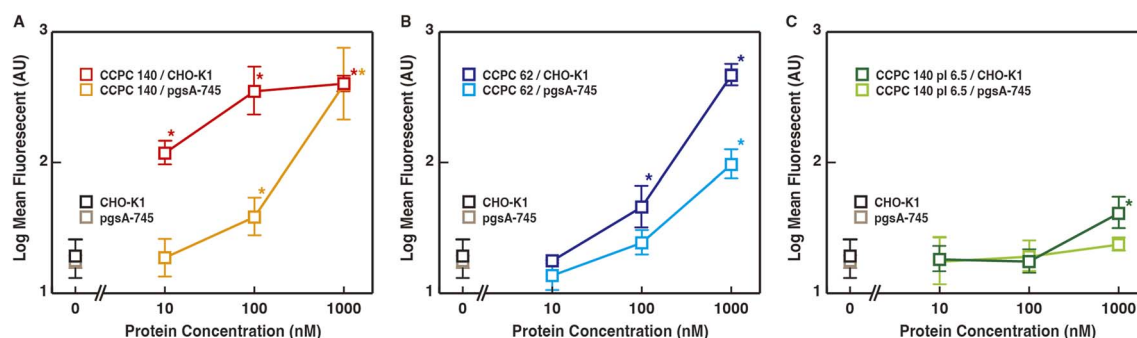 A
Log Mean Fluorescent (AU)
3
2
1
CCPC 140 / CHO-K1
CCPC 140 / pgsA-745
* * * * *
CHO-K1
pgsA-745
0 10 100 1000
Protein Concentration (nM)
B
Log Mean Fluorescent (AU)
3
2
1
CCPC 62 / CHO-K1
CCPC 62 / pgsA-745
* * *
CHO-K1
pgsA-745
0 10 100 1000
Protein Concentration (nM)
C
Log Mean Fluorescent (AU)
3
2
1
CCPC 140 pI 6.5 / CHO-K1
CCPC 140 pI 6.5 / pgsA-745
*
CHO-K1
pgsA-745
0 10 100 1000
Protein Concentration (nM)